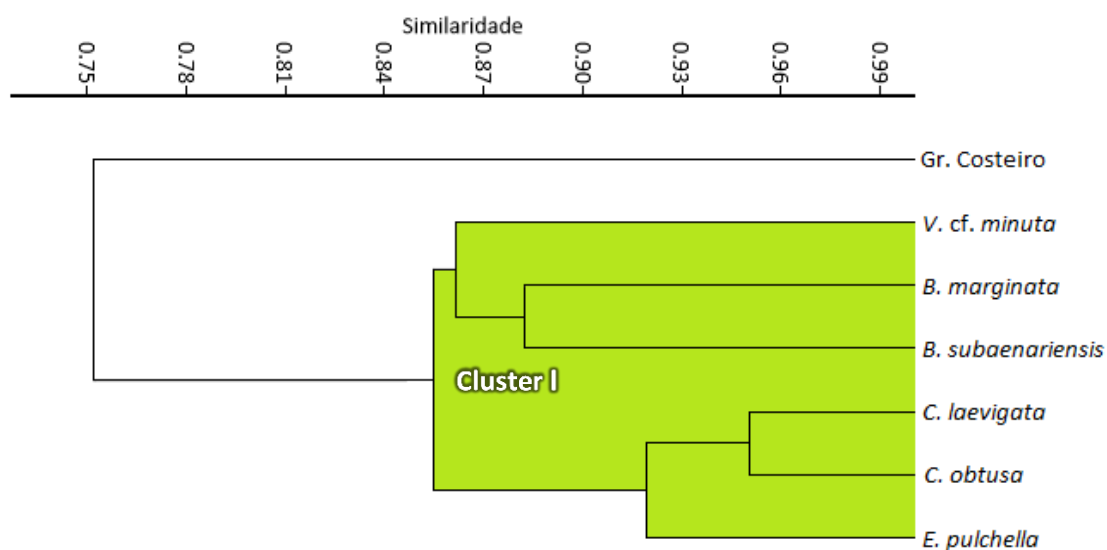 Similaridade
0.75 0.78 0.81 0.84 0.87 0.90 0.93 0.96 0.99
Gr. Costeiro
V. cf. minuta
B. marginata
B. subaenariensis
Cluster I
C. laevigata
C. obtusa
E. pulchella